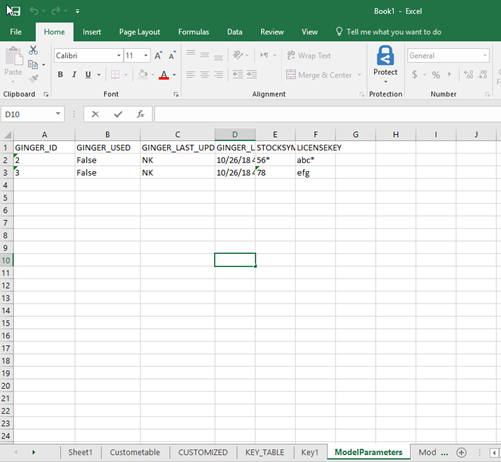 Book1 - Excel
File Home Insert Page Layout Formulas Data Review View Tell me what you want to do
Calibri 11 A A Wrap Text General
Paste B I U A Merge & Center Protect $ % , .0 .00
Clipboard Font Alignment Protection Number
D10 fx
A B C D E F G H I J
1 GINGER_ID GINGER_USED GINGER_LAST_UPD GINGER_L STOCKSYN LICENSEKEY
2 2 False NK 10/26/18 4 56* abc*
3 3 False NK 10/26/18 4 78 efg
4
5
6
7
8
9
10
11
12
13
14
15
16
17
18
19
20
21
22
23
24
Sheet1 Custometable CUSTOMIZED KEY_TABLE Key1 ModelParameters Mod ...